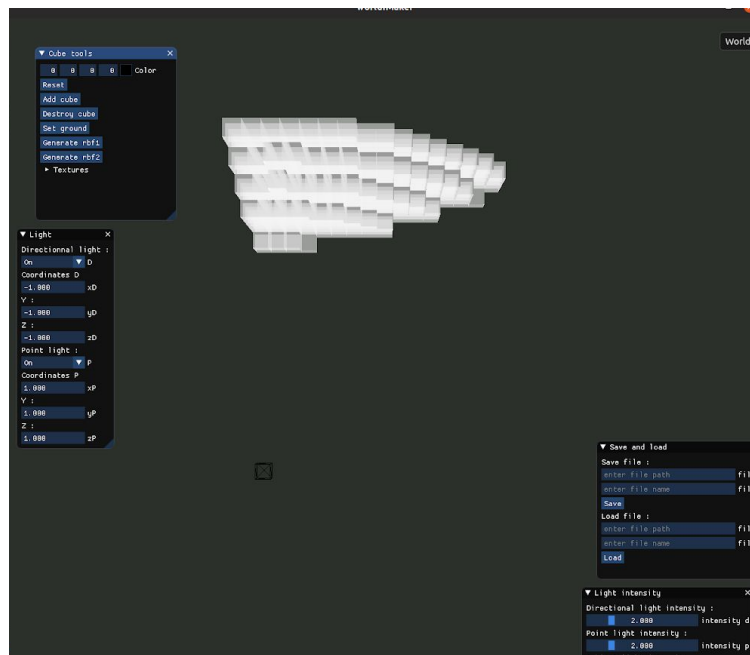 World
Cube tools
0 0 0 0 Color
Reset
Add cube
Destroy cube
Set ground
Generate rbf1
Generate rbf2
Textures
Light
Directionnal light :
On D
Coordinates D
-1.000 xD
Y :
-1.000 yD
Z :
-1.000 zD
Point light :
On P
Coordinates P
1.000 xP
Y :
1.000 yP
Z :
1.000 zP
Save and load
Save file :
enter file path fil
enter file name fil
Save
Load file :
enter file path fil
enter file name fil
Load
Light intensity
Directional light intensity :
2.000 intensity d
Point light intensity :
2.000 intensity p